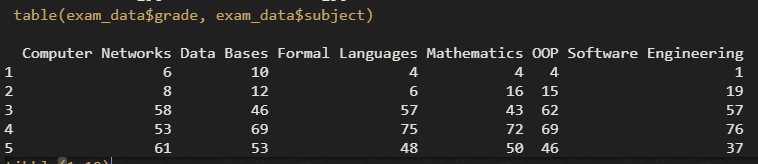 table(exam_data$grade, exam_data$subject)
Computer Networks Data Bases Formal Languages Mathematics OOP Software Engineering
1 6 10 4 4 4 1
2 8 12 6 16 15 19
3 58 46 57 43 62 57
4 53 69 75 72 69 76
5 61 53 48 50 46 37